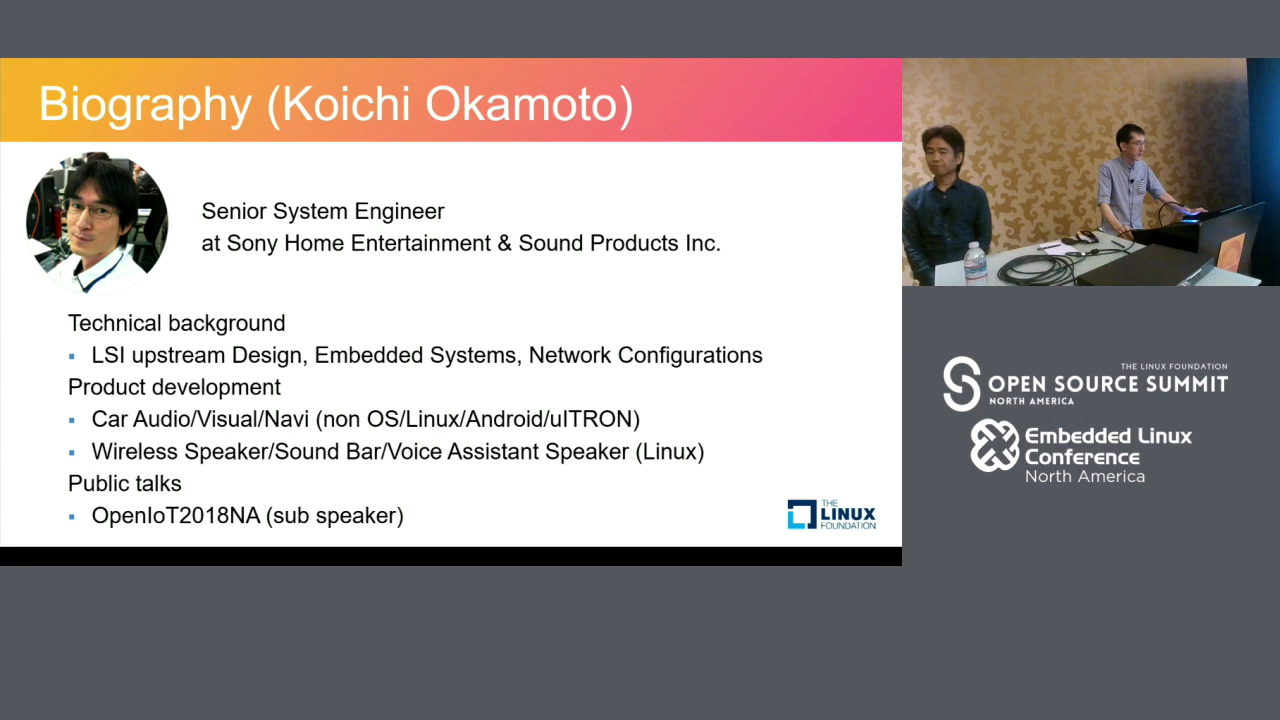 Biography (Koichi Okamoto)
Senior System Engineer
at Sony Home Entertainment & Sound Products Inc.
Technical background
▪ LSI upstream Design, Embedded Systems, Network Configurations
Product development
▪ Car Audio/Visual/Navi (non OS/Linux/Android/uITRON)
▪ Wireless Speaker/Sound Bar/Voice Assistant Speaker (Linux)
Public talks
▪ OpenIoT2018NA (sub speaker)
THE
LINUX
FOUNDATION
THE LINUX FOUNDATION
OPEN SOURCE SUMMIT
NORTH AMERICA
Embedded Linux
Conference
North America